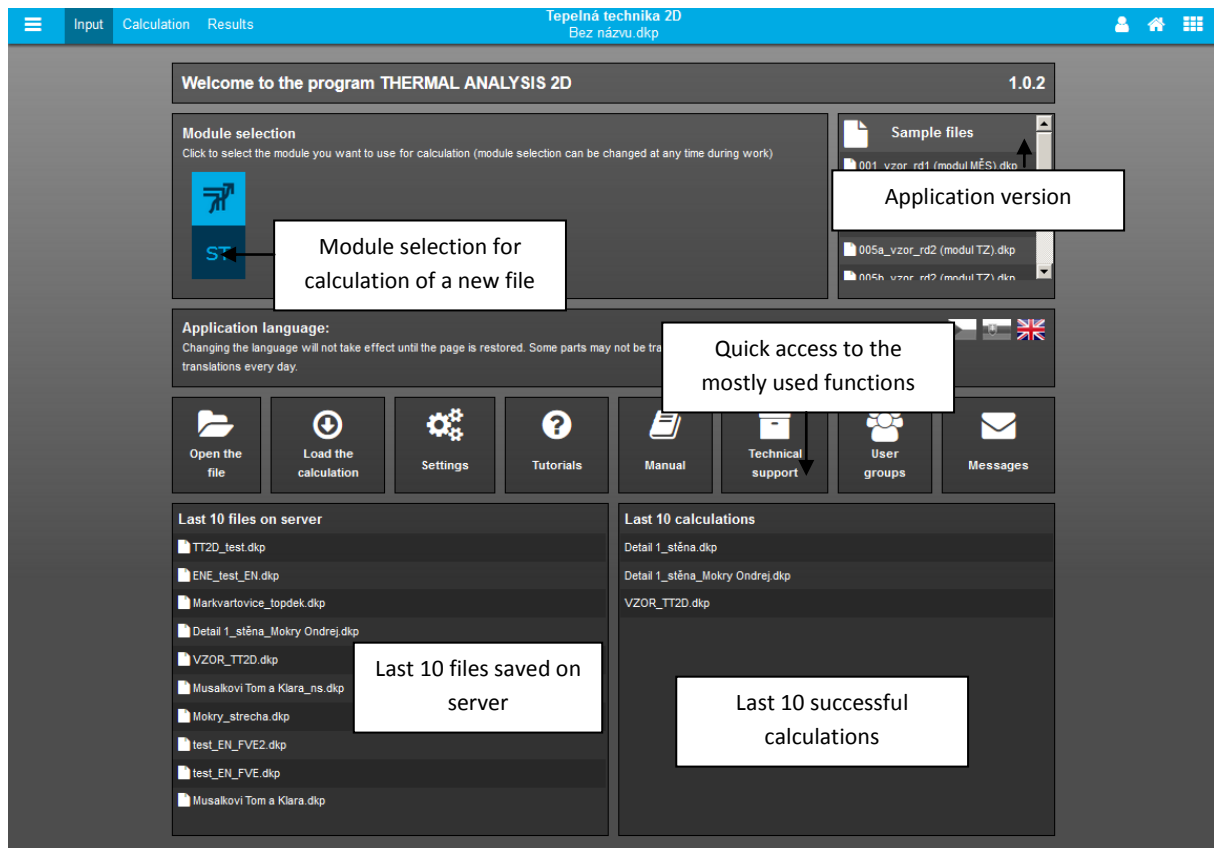 Input Calculation Results
Tepelná technika 2D
Bez názvu.dkp
Welcome to the program THERMAL ANALYSIS 2D
1.0.2
Module selection
Click to select the module you want to use for calculation (module selection can be changed at any time during work)
ST
Module selection for
calculation of a new file
Sample files
001_vzor_rd1 (modul MĚS).dkp
Application version
005a_vzor_rd2 (modul TZ).dkp
005b_vzor_rd2 (modul TZ).dkp
Application language:
Changing the language will not take effect until the page is restored. Some parts may not be
translations every day.
Quick access to the
mostly used functions
Open the
file
Load the
calculation
Settings
Tutorials
Manual
Technical
support
User
groups
Messages
Last 10 files on server
TT2D_test.dkp
ENE_test_EN.dkp
Markvartovice_topdek.dkp
Detail 1_stěna_Mokry Ondrej.dkp
VZOR_TT2D.dkp
Musalkovi Tom a Klara_ns.dkp
Mokry_strecha.dkp
test_EN_FVE2.dkp
test_EN_FVE.dkp
Musalkovi Tom a Klara.dkp
Last 10 files saved on
server
Last 10 calculations
Detail 1_stěna.dkp
Detail 1_stěna_Mokry Ondrej.dkp
VZOR_TT2D.dkp
Last 10 successful
calculations